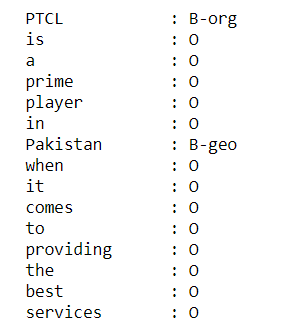 PTCL : B-org
is : O
a : O
prime : O
player : O
in : O
Pakistan : B-geo
when : O
it : O
comes : O
to : O
providing : O
the : O
best : O
services : O